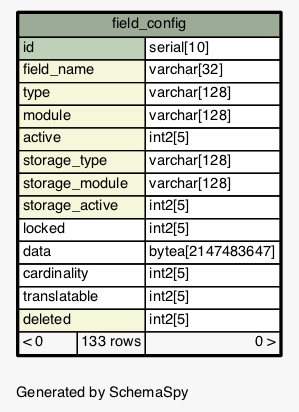 field_config
id serial[10]
field_name varchar[32]
type varchar[128]
module varchar[128]
active int2[5]
storage_type varchar[128]
storage_module varchar[128]
storage_active int2[5]
locked int2[5]
data bytea[2147483647]
cardinality int2[5]
translatable int2[5]
deleted int2[5]
< 0 133 rows 0 >
Generated by SchemaSpy